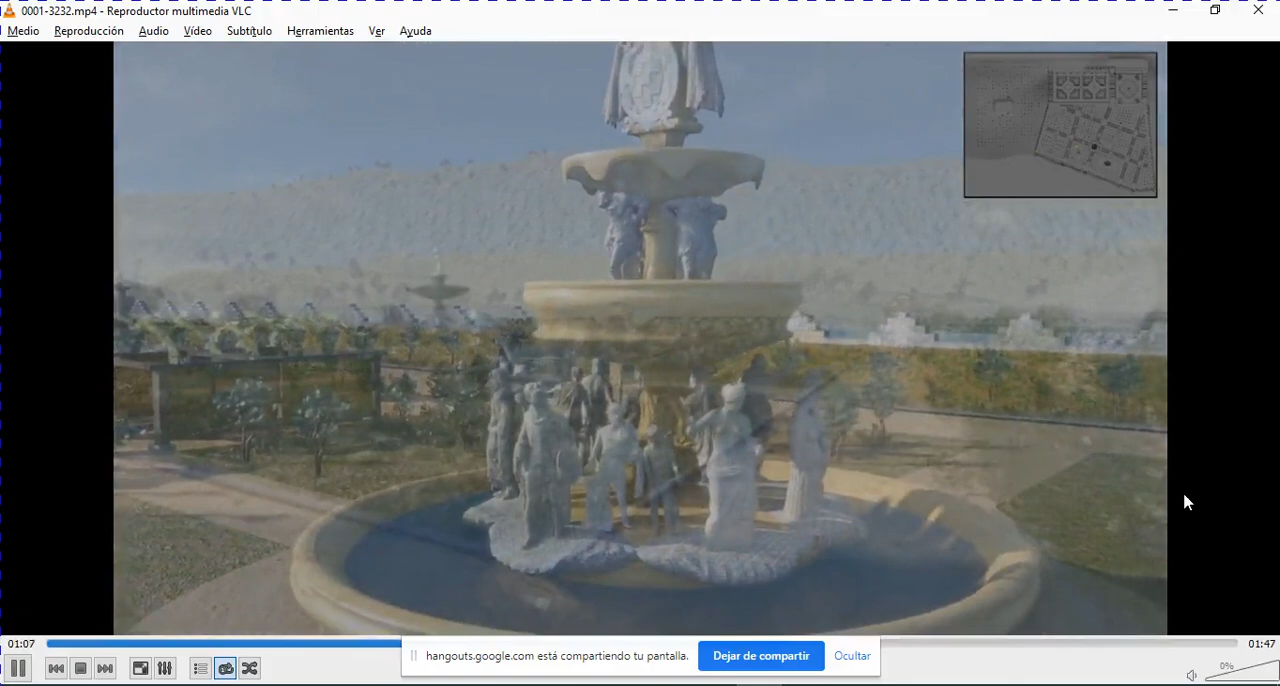 0001-3232.mp4 - Reproductor multimedia VLC
Medio Reproducción Audio Vídeo Subtítulo Herramientas Ver Ayuda
01:07
01:47
hangouts.google.com está compartiendo tu pantalla.
Dejar de compartir
Ocultar
0%